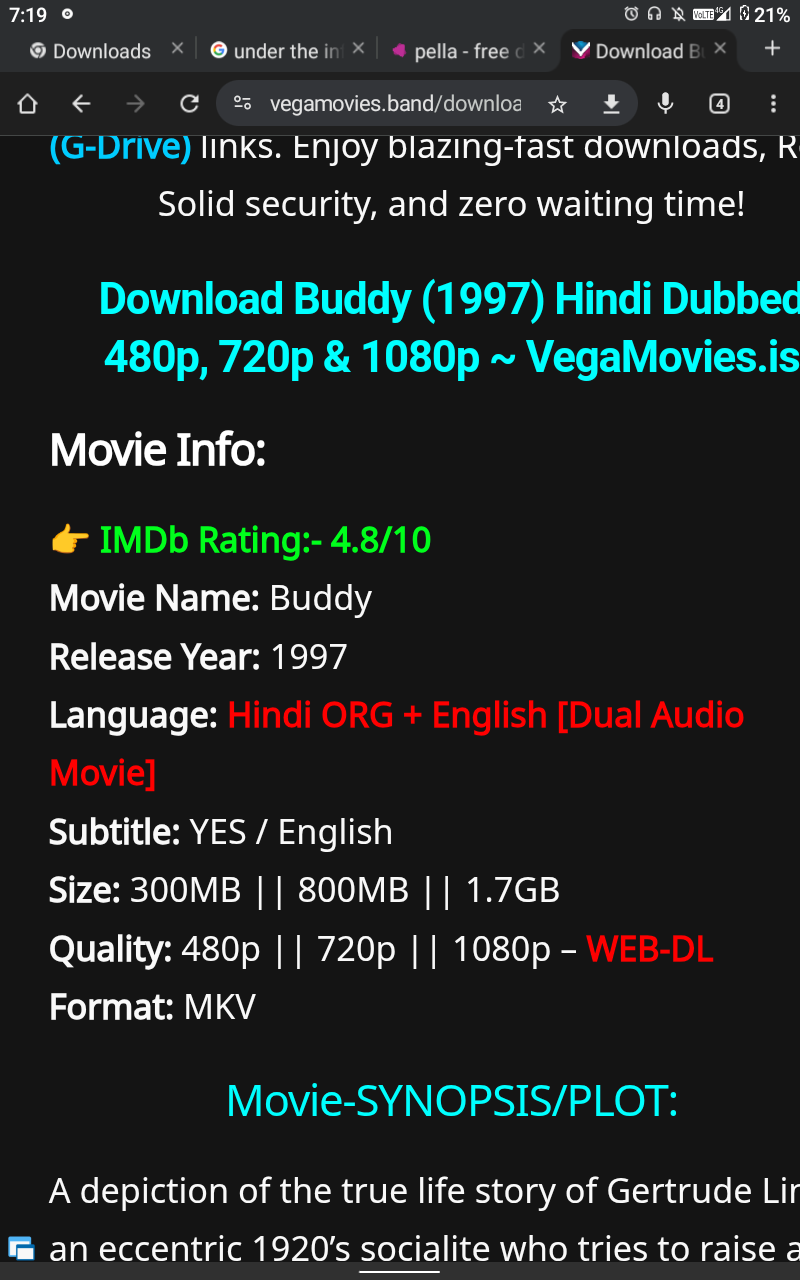 7:19
VoLTE 4G 21%
Downloads
under the in
pella - free d
Download Bu
vegamovies.band/downloa
4
(G-Drive) links. Enjoy blazing-fast downloads, R
Solid security, and zero waiting time!
Download Buddy (1997) Hindi Dubbed
480p, 720p & 1080p ~ VegaMovies.is
Movie Info:
👉 IMDb Rating:- 4.8/10
Movie Name: Buddy
Release Year: 1997
Language: Hindi ORG + English [Dual Audio
Movie]
Subtitle: YES / English
Size: 300MB || 800MB || 1.7GB
Quality: 480p || 720p || 1080p – WEB-DL
Format: MKV
Movie-SYNOPSIS/PLOT:
A depiction of the true life story of Gertrude Lin
an eccentric 1920’s socialite who tries to raise a